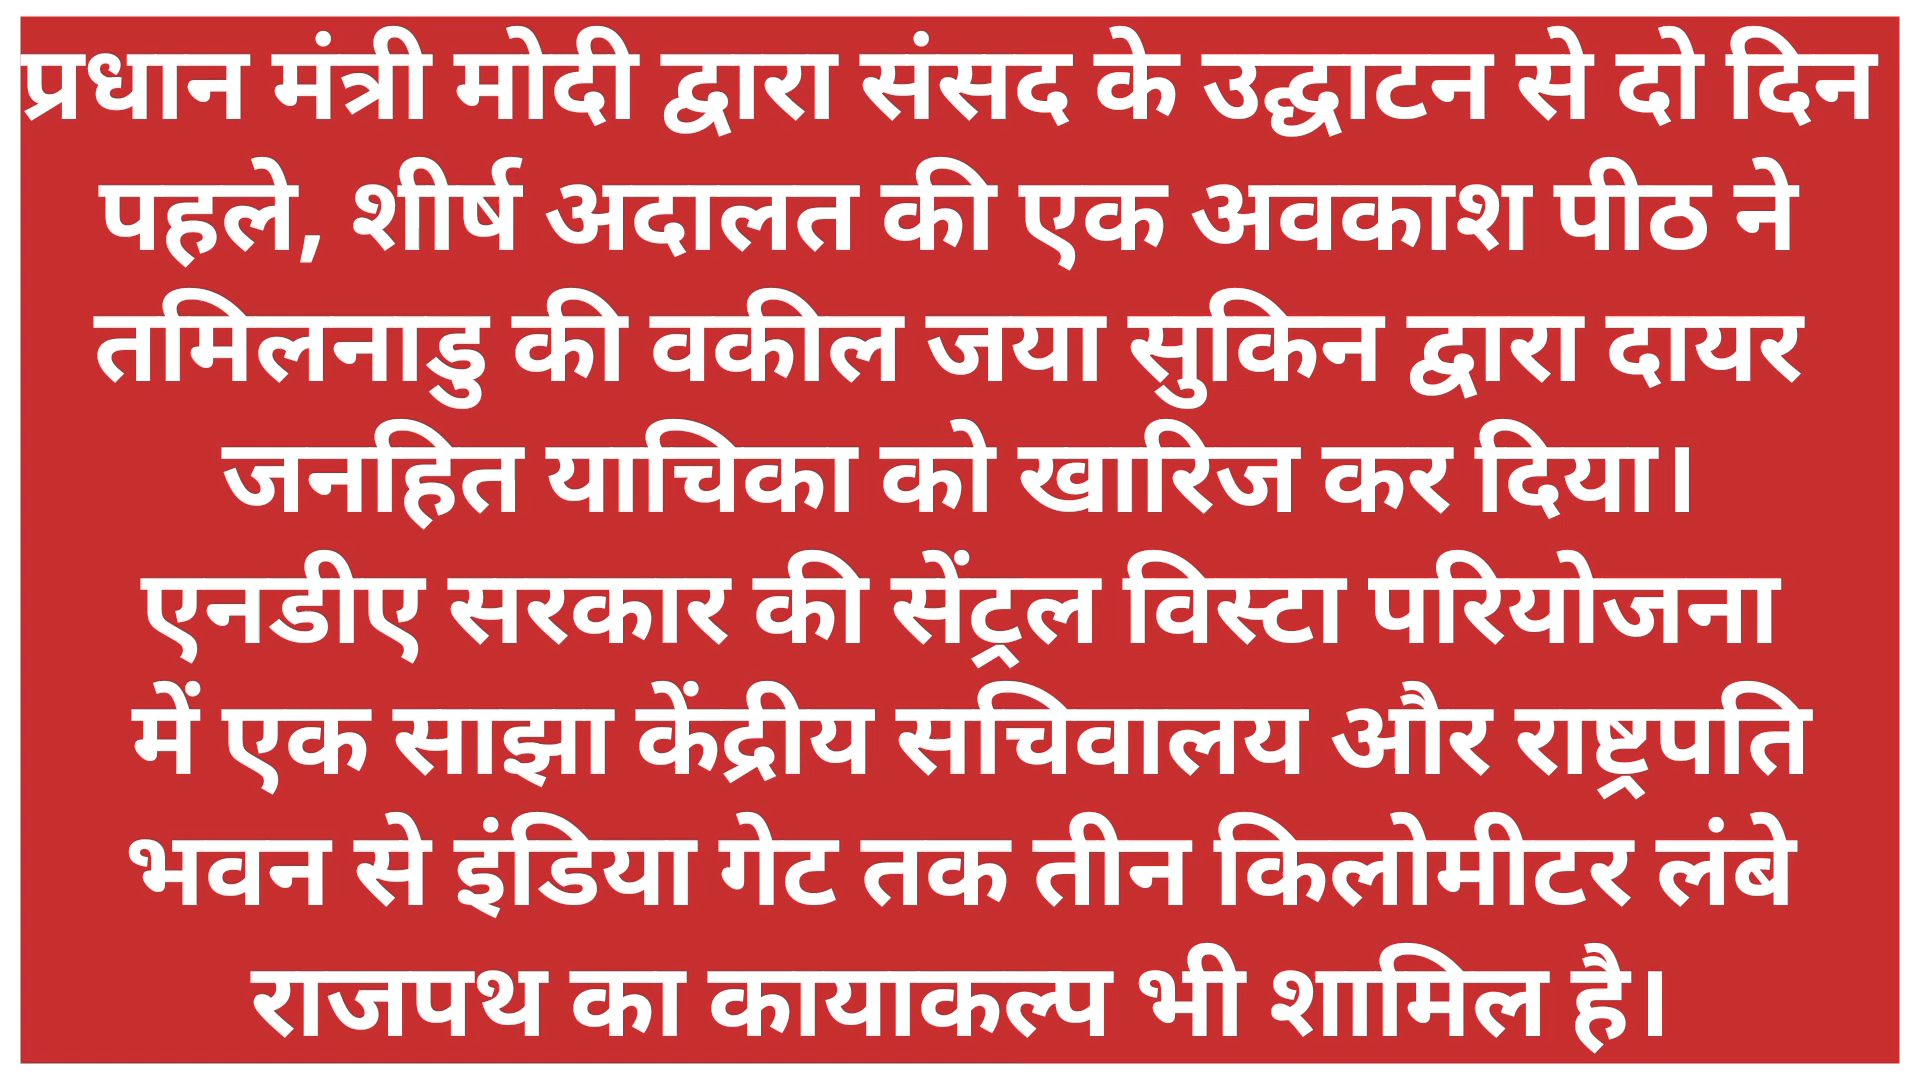 प्रधान मंत्री मोदी द्वारा संसद के उद्घाटन से दो दिन
पहले, शीर्ष अदालत की एक अवकाश पीठ ने
तमिलनाडु की वकील जया सुकिन द्वारा दायर
जनहित याचिका को खारिज कर दिया।
एनडीए सरकार की सेंट्रल विस्टा परियोजना
में एक साझा केंद्रीय सचिवालय और राष्ट्रपति
भवन से इंडिया गेट तक तीन किलोमीटर लंबे
राजपथ का कायाकल्प भी शामिल है।